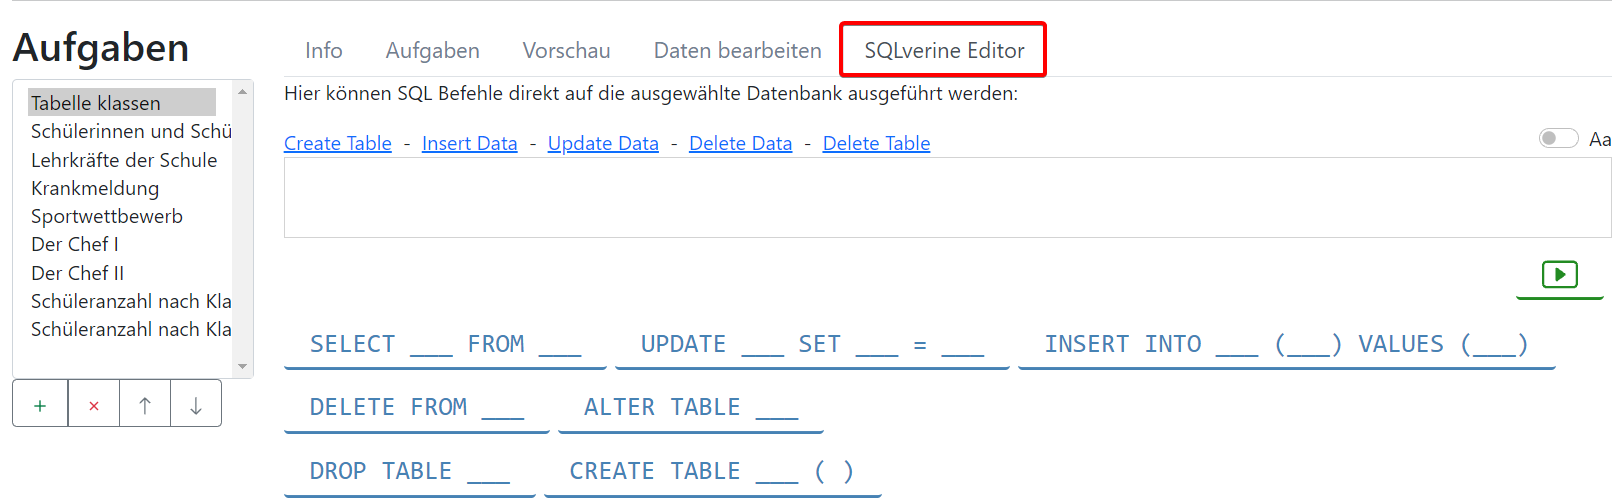 Aufgaben
Tabelle klassen
Schülerinnen und Schü
Lehrkräfte der Schule
Krankmeldung
Sportwettbewerb
Der Chef I
Der Chef II
Schüleranzahl nach Kla
Schüleranzahl nach Kla
+ × ↑ ↓
Info Aufgaben Vorschau Daten bearbeiten SQLverine Editor
Hier können SQL Befehle direkt auf die ausgewählte Datenbank ausgeführt werden:
Create Table - Insert Data - Update Data - Delete Data - Delete Table
Aa
SELECT ___ FROM ___ UPDATE ___ SET ___ = ___ INSERT INTO ___ (___) VALUES (___)
DELETE FROM ___ ALTER TABLE ___
DROP TABLE ___ CREATE TABLE ___ ( )